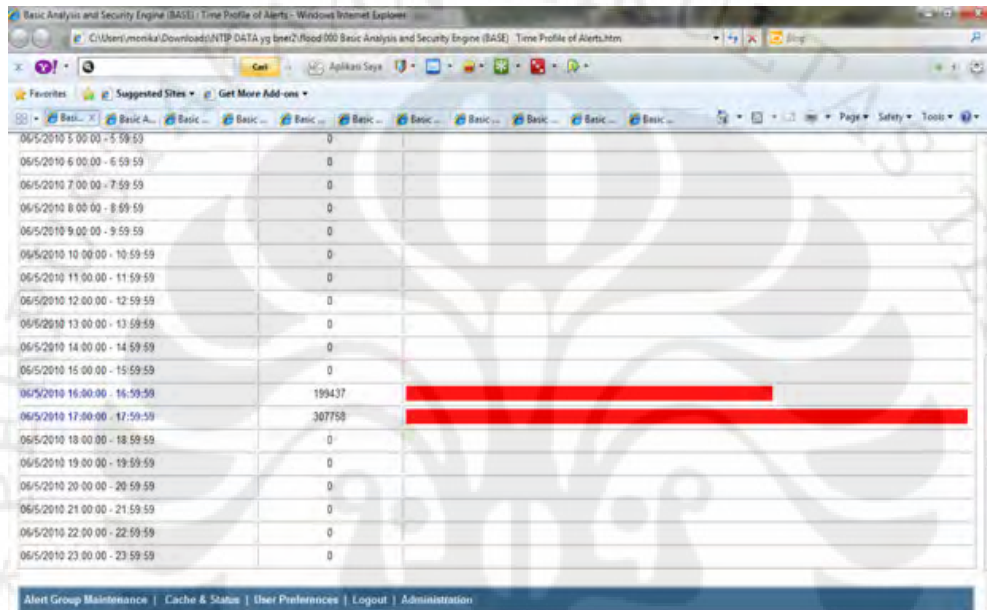 Basic Analysis and Security Engine (BASE) : Time Profile of Alerts - Windows Internet Explorer
C:\Users\monika\Downloads\NTIP DATA yg bner2\flood 000 Basic Analysis and Security Engine (BASE) Time Profile of Alerts.htm
Bing
Cari Aplikasi Saya
Favorites Suggested Sites Get More Add-ons
Basi... Basic A... Basic ... Basic ... Basic ... Basic ... Basic ... Basic ... Basic ... Basic ... Basic ... Page Safety Tools
06/5/2010 5:00:00 - 5:59:59 0
06/5/2010 6:00:00 - 6:59:59 0
06/5/2010 7:00:00 - 7:59:59 0
06/5/2010 8:00:00 - 8:59:59 0
06/5/2010 9:00:00 - 9:59:59 0
06/5/2010 10:00:00 - 10:59:59 0
06/5/2010 11:00:00 - 11:59:59 0
06/5/2010 12:00:00 - 12:59:59 0
06/5/2010 13:00:00 - 13:59:59 0
06/5/2010 14:00:00 - 14:59:59 0
06/5/2010 15:00:00 - 15:59:59 0
06/5/2010 16:00:00 - 16:59:59 199437
06/5/2010 17:00:00 - 17:59:59 307758
06/5/2010 18:00:00 - 18:59:59 0
06/5/2010 19:00:00 - 19:59:59 0
06/5/2010 20:00:00 - 20:59:59 0
06/5/2010 21:00:00 - 21:59:59 0
06/5/2010 22:00:00 - 22:59:59 0
06/5/2010 23:00:00 - 23:59:59 0
Alert Group Maintenance | Cache & Status | User Preferences | Logout | Administration